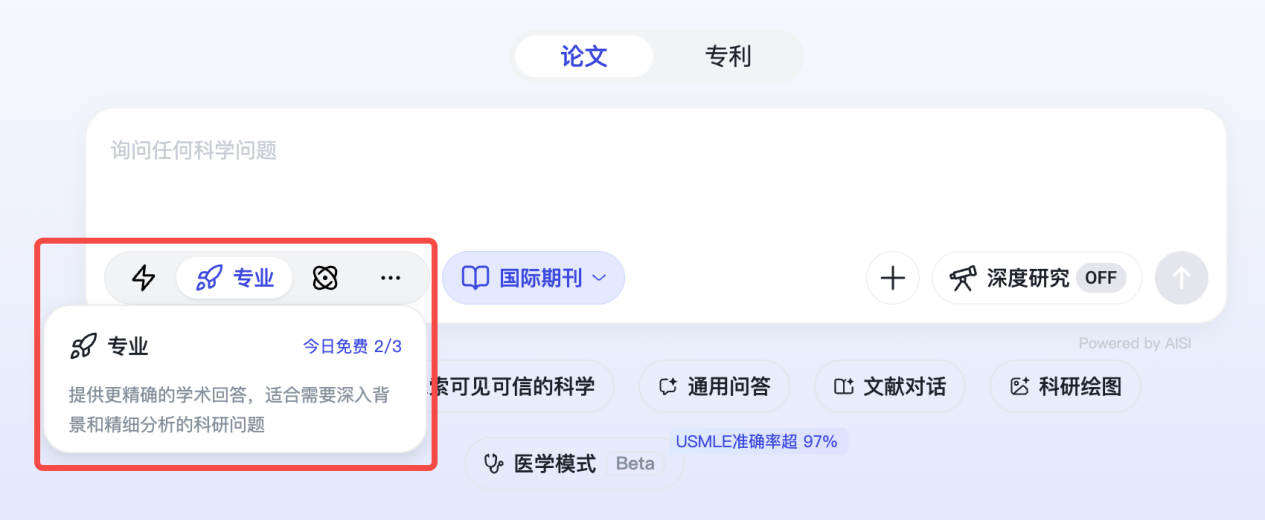 论文 专利
询问任何科学问题
专业 ... 国际期刊 深度研究 OFF
专业 今日免费 2/3
提供更精确的学术回答，适合需要深入背
景和精细分析的科研问题
Powered by AISI
索可见可信的科学 通用问答 文献对话 科研绘图
USMLE准确率超 97%
医学模式 Beta